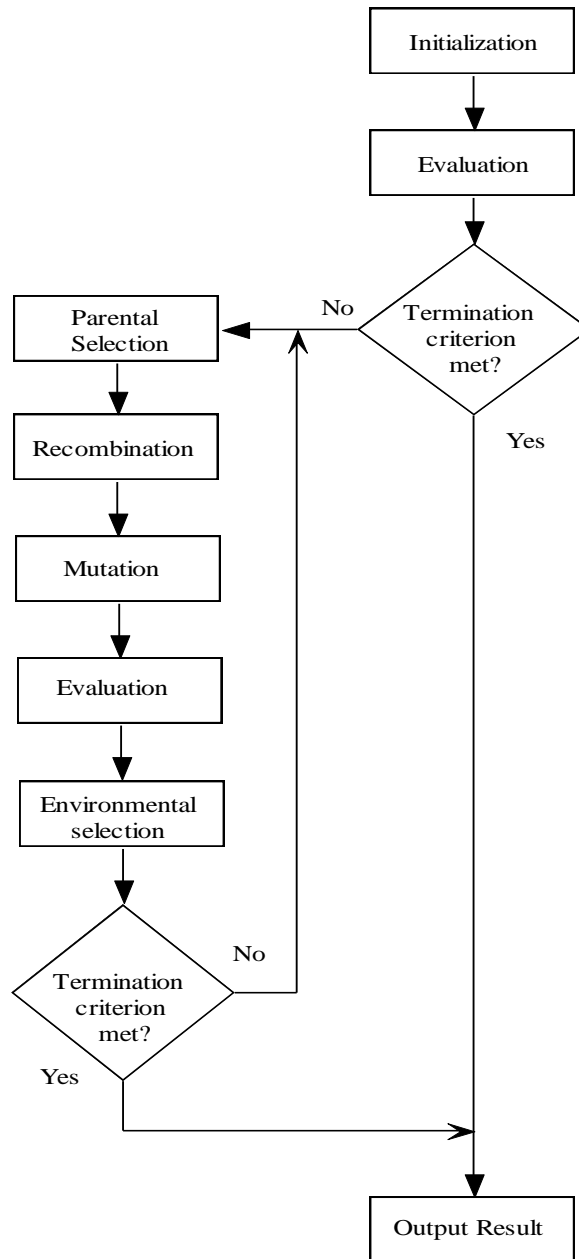 Initialization
Evaluation
Termination
criterion
met?
No
Yes
Parental
Selection
Recombination
Mutation
Evaluation
Environmental
selection
Termination
criterion
met?
No
Yes
Output Result